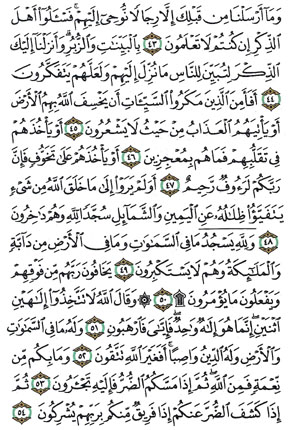 وَمَا أَرْسَلْنَا مِن قَبْلِكَ إِلَّا رِجَالًا نُّوحِي إِلَيْهِمْ ۚ فَسْـَٔلُوٓا۟ أَهْلَ
ٱلذِّكْرِ إِن كُنتُمْ لَا تَعْلَمُونَ ٤٣ بِٱلْبَيِّنَٰتِ وَٱلزُّبُرِ ۗ وَأَنزَلْنَآ إِلَيْكَ
ٱلذِّكْرَ لِتُبَيِّنَ لِلنَّاسِ مَا نُزِّلَ إِلَيْهِمْ وَلَعَلَّهُمْ يَتَفَكَّرُونَ
٤٤ أَفَأَمِنَ ٱلَّذِينَ مَكَرُوا۟ ٱلسَّيِّـَٔاتِ أَن يَخْسِفَ ٱللَّهُ بِهِمُ ٱلْأَرْضَ
أَوْ يَأْتِيَهُمُ ٱلْعَذَابُ مِنْ حَيْثُ لَا يَشْعُرُونَ ٤٥ أَوْ يَأْخُذَهُمْ
فِى تَقَلُّبِهِمْ فَمَا هُم بِمُعْجِزِينَ ٤٦ أَوْ يَأْخُذَهُمْ عَلَىٰ تَخَوُّفٍ فَإِنَّ
رَبَّكُمْ لَرَءُوفٌ رَّحِيمٌ ٤٧ أَوَلَمْ يَرَوْا۟ إِلَىٰ مَا خَلَقَ ٱللَّهُ مِن شَىْءٍ
يَتَفَيَّؤُا۟ ظِلَٰلُهُۥ عَنِ ٱلْيَمِينِ وَٱلشَّمَآئِلِ سُجَّدًا لِّلَّهِ وَهُمْ دَٰخِرُونَ
٤٨ وَلِلَّهِ يَسْجُدُ مَا فِى ٱلسَّمَٰوَٰتِ وَمَا فِى ٱلْأَرْضِ مِن دَآبَّةٍ
وَٱلْمَلَٰٓئِكَةُ وَهُمْ لَا يَسْتَكْبِرُونَ ٤٩ يَخَافُونَ رَبَّهُم مِّن فَوْقِهِمْ
وَيَفْعَلُونَ مَا يُؤْمَرُونَ ۩ ٥٠ ۞ وَقَالَ ٱللَّهُ لَا تَتَّخِذُوٓا۟ إِلَٰهَيْنِ
ٱثْنَيْنِ ۖ إِنَّمَا هُوَ إِلَٰهٌ وَٰحِدٌ ۖ فَإِيَّٰىَ فَٱرْهَبُونِ ٥١ وَلَهُۥ مَا فِى ٱلسَّمَٰوَٰتِ
وَٱلْأَرْضِ وَلَهُ ٱلدِّينُ وَاصِبًا ۚ أَفَغَيْرَ ٱللَّهِ تَتَّقُونَ ٥٢ وَمَا بِكُم مِّن
نِّعْمَةٍ فَمِنَ ٱللَّهِ ۖ ثُمَّ إِذَا مَسَّكُمُ ٱلضُّرُّ فَإِلَيْهِ تَجْـَٔرُونَ ٥٣ ثُمَّ
إِذَا كَشَفَ ٱلضُّرَّ عَنكُمْ إِذَا فَرِيقٌ مِّنكُم بِرَبِّهِمْ يُشْرِكُونَ ٥٤